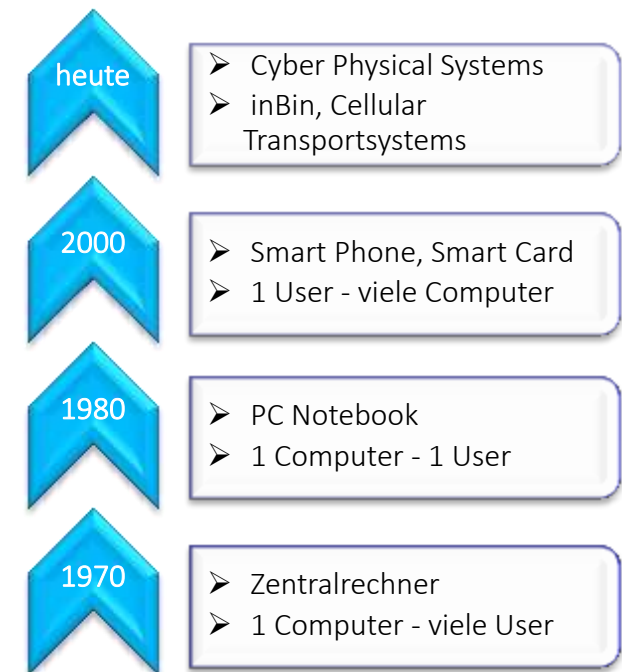 heute
➢ Cyber Physical Systems
➢ inBin, Cellular
Transportsystems
2000
➢ Smart Phone, Smart Card
➢ 1 User - viele Computer
1980
➢ PC Notebook
➢ 1 Computer - 1 User
1970
➢ Zentralrechner
➢ 1 Computer - viele User